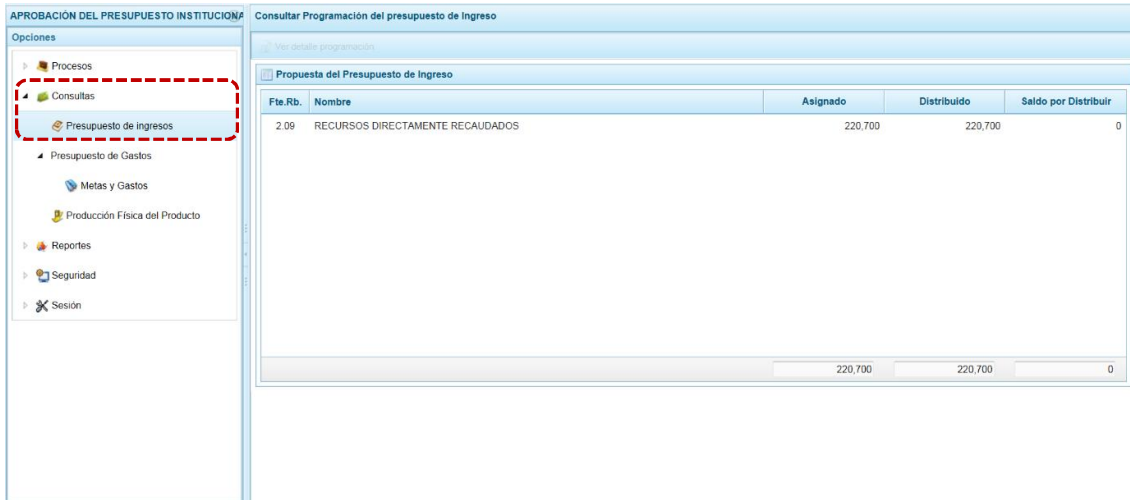 APROBACIÓN DEL PRESUPUESTO INSTITUCIONA
Opciones
Procesos
Consultas
Presupuesto de ingresos
Presupuesto de Gastos
Metas y Gastos
Producción Física del Producto
Reportes
Seguridad
Sesión
Consultar Programación del presupuesto de Ingreso
Ver detalle programación
Propuesta del Presupuesto de Ingreso
Fte.Rb. Nombre Asignado Distribuido Saldo por Distribuir
2.09 RECURSOS DIRECTAMENTE RECAUDADOS 220,700 220,700 0
220,700 220,700 0